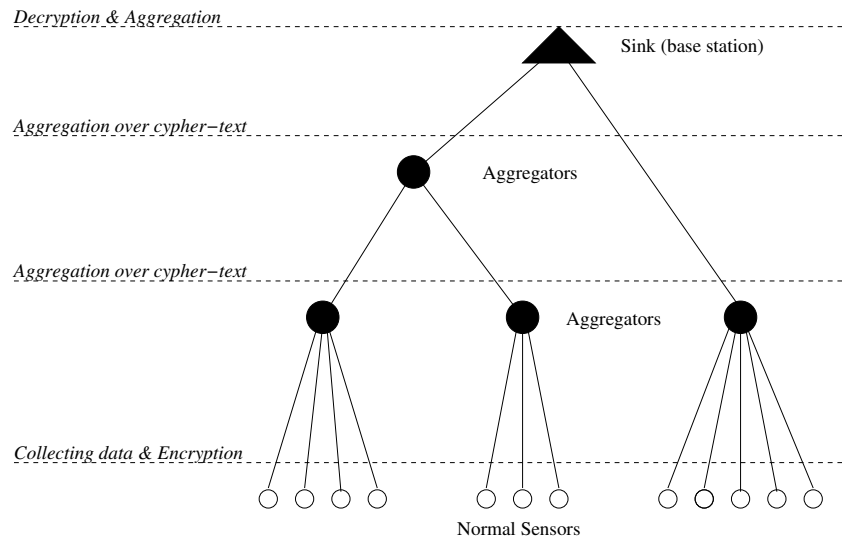 Decryption & Aggregation
Sink (base station)
Aggregation over cypher−text
Aggregators
Aggregation over cypher−text
Aggregators
Collecting data & Encryption
Normal Sensors